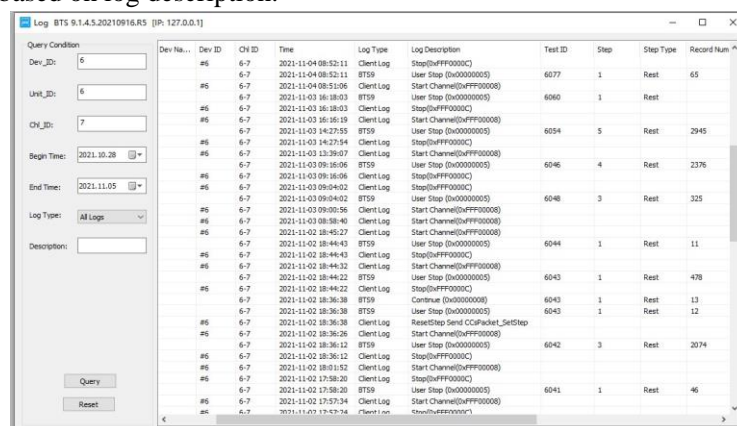 based on log description.
Log BTS 9.1.4.5.20210916.R5 [IP: 127.0.0.1]
Query Condition
Dev_ID: 6
Unit_ID: 6
Chl_ID: 7
Begin Time: 2021.10.28
End Time: 2021.11.05
Log Type: All Logs
Description:
Query
Reset
Dev Na... Dev ID Chl ID Time Log Type Log Description Test ID Step Step Type Record Num
#6 6-7 2021-11-04 08:52:11 Client Log Stop(0xFFF0000C)
6-7 2021-11-04 08:52:11 BTS9 User Stop (0x00000005) 6077 1 Rest 65
#6 6-7 2021-11-04 08:51:06 Client Log Start Channel(0xFFF00008)
6-7 2021-11-03 16:18:03 BTS9 User Stop (0x00000005) 6060 1 Rest
#6 6-7 2021-11-03 16:18:03 Client Log Stop(0xFFF0000C)
#6 6-7 2021-11-03 16:16:19 Client Log Start Channel(0xFFF00008)
6-7 2021-11-03 14:27:55 BTS9 User Stop (0x00000005) 6054 5 Rest 2945
#6 6-7 2021-11-03 14:27:54 Client Log Stop(0xFFF0000C)
#6 6-7 2021-11-03 13:39:07 Client Log Start Channel(0xFFF00008)
6-7 2021-11-03 09:16:06 BTS9 User Stop (0x00000005) 6046 4 Rest 2376
#6 6-7 2021-11-03 09:16:06 Client Log Stop(0xFFF0000C)
#6 6-7 2021-11-03 09:04:02 Client Log Stop(0xFFF0000C)
6-7 2021-11-03 09:04:02 BTS9 User Stop (0x00000005) 6048 3 Rest 325
#6 6-7 2021-11-03 09:00:56 Client Log Start Channel(0xFFF00008)
#6 6-7 2021-11-03 08:58:40 Client Log Start Channel(0xFFF00008)
#6 6-7 2021-11-02 18:45:27 Client Log Start Channel(0xFFF00008)
6-7 2021-11-02 18:44:43 BTS9 User Stop (0x00000005) 6044 1 Rest 11
#6 6-7 2021-11-02 18:44:43 Client Log Stop(0xFFF0000C)
#6 6-7 2021-11-02 18:44:32 Client Log Start Channel(0xFFF00008)
6-7 2021-11-02 18:44:22 BTS9 User Stop (0x00000005) 6043 1 Rest 478
#6 6-7 2021-11-02 18:44:22 Client Log Stop(0xFFF0000C)
6-7 2021-11-02 18:36:38 BTS9 Continue (0x00000008) 6043 1 Rest 13
6-7 2021-11-02 18:36:38 BTS9 User Stop (0x00000005) 6043 1 Rest 12
#6 6-7 2021-11-02 18:36:38 Client Log ResetStep Send CCsPacket_SetStep
#6 6-7 2021-11-02 18:36:26 Client Log Start Channel(0xFFF00008)
6-7 2021-11-02 18:36:12 BTS9 User Stop (0x00000005) 6042 3 Rest 2074
#6 6-7 2021-11-02 18:36:12 Client Log Stop(0xFFF0000C)
#6 6-7 2021-11-02 18:01:52 Client Log Start Channel(0xFFF00008)
#6 6-7 2021-11-02 17:58:20 Client Log Stop(0xFFF0000C)
6-7 2021-11-02 17:58:20 BTS9 User Stop (0x00000005) 6041 1 Rest 46
#6 6-7 2021-11-02 17:57:34 Client Log Start Channel(0xFFF00008)
#6 6-7 2021-11-02 17:57:24 Client Log Stop(0xFFF0000C)